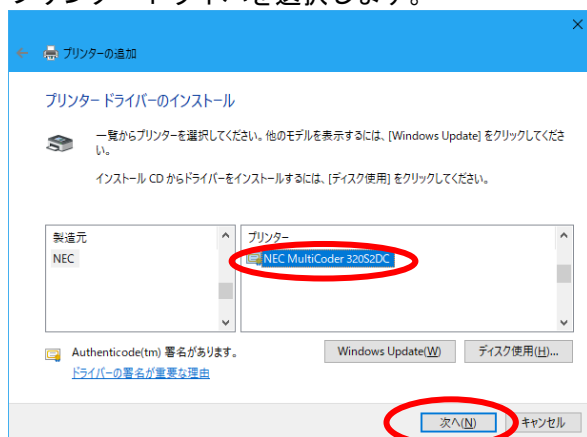 プリンタードライバを選択します。
プリンターの追加
プリンター ドライバーのインストール
一覧からプリンターを選択してください。他のモデルを表示するには、[Windows Update] をクリックしてくださ
い。
インストール CD からドライバーをインストールするには、[ディスク使用] をクリックしてください。
製造元
プリンター
NEC
NEC MultiCoder 320S2DC
Authenticode(tm) 署名があります。
Windows Update(W)
ディスク使用(H)...
ドライバーの署名が重要な理由
次へ(N)
キャンセル